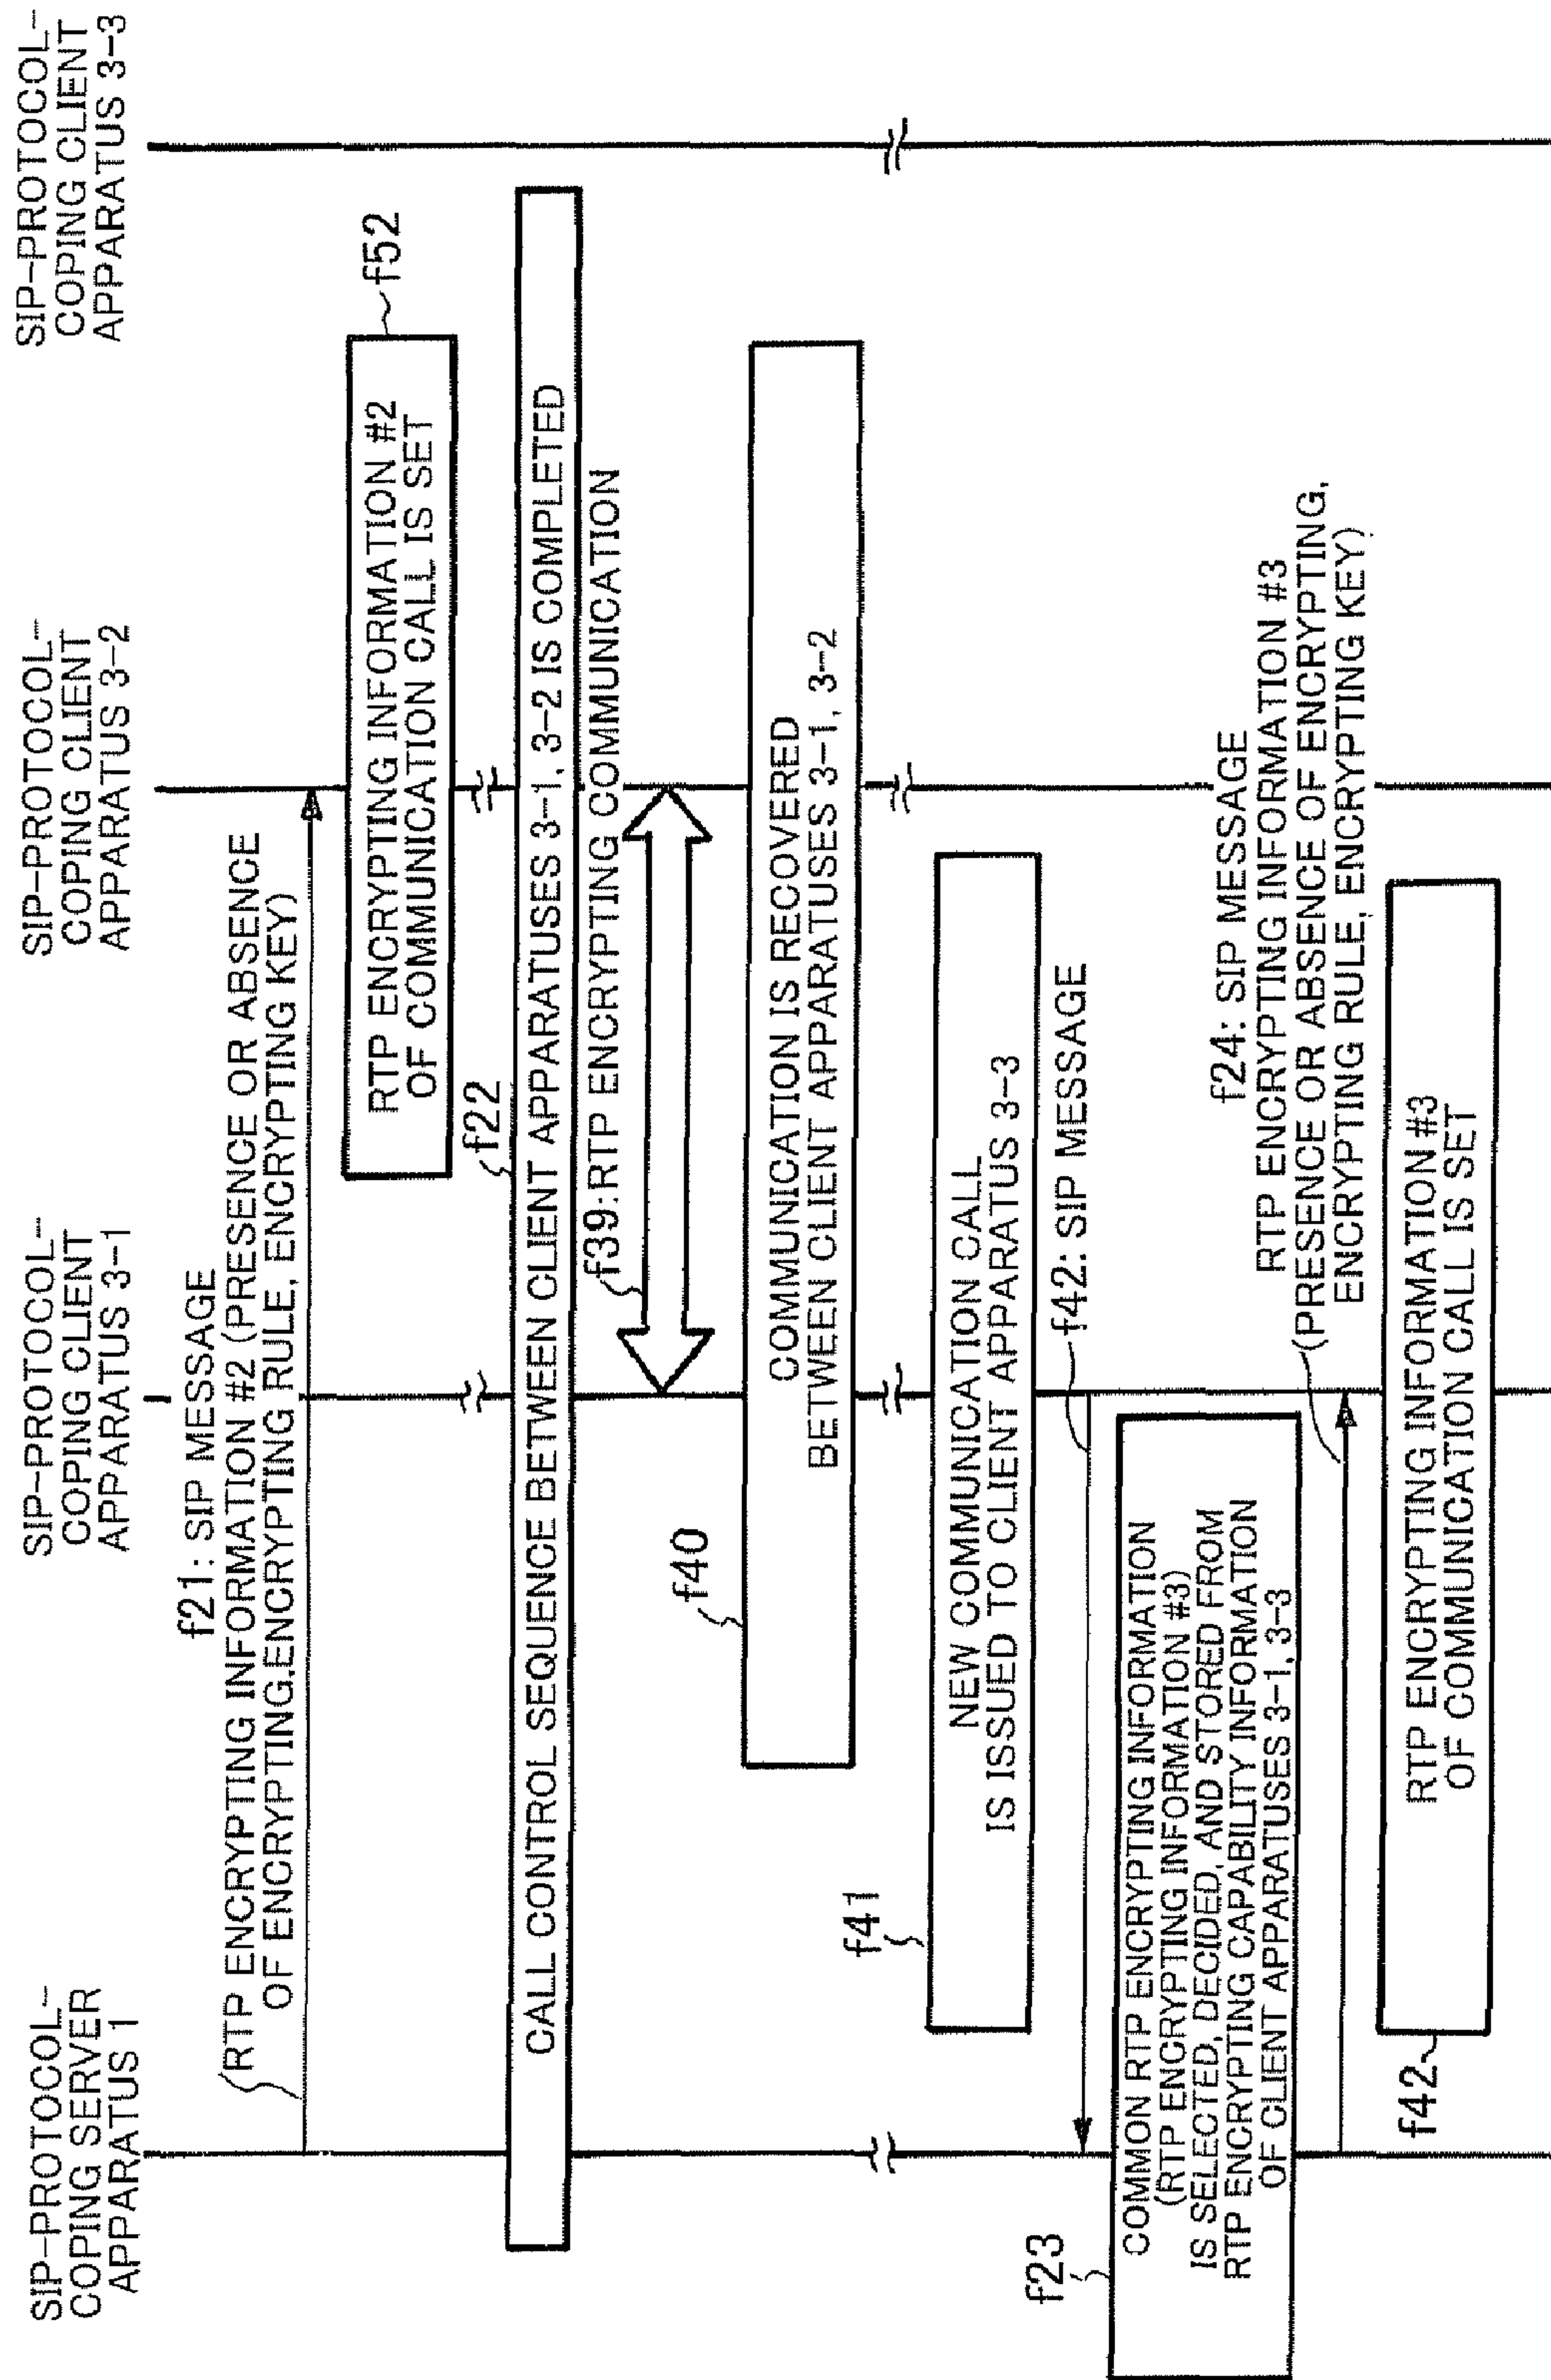 SIP-PROTOCOL-
COPING SERVER
APPARATUS 1
SIP-PROTOCOL-
COPING CLIENT
APPARATUS 3-1
SIP-PROTOCOL-
COPING CLIENT
APPARATUS 3-2
SIP-PROTOCOL-
COPING CLIENT
APPARATUS 3-3
f21: SIP MESSAGE
(RTP ENCRYPTING INFORMATION #2 (PRESENCE OR ABSENCE
OF ENCRYPTING.ENCRYPTING RULE, ENCRYPTING KEY)
RTP ENCRYPTING INFORMATION #2
OF COMMUNICATION CALL IS SET
f52
f22
CALL CONTROL SEQUENCE BETWEEN CLIENT APPARATUSES 3-1, 3-2 IS COMPLETED
f39:RTP ENCRYPTING COMMUNICATION
f40
COMMUNICATION IS RECOVERED
BETWEEN CLIENT APPARATUSES 3-1, 3-2
f41
NEW COMMUNICATION CALL
IS ISSUED TO CLIENT APPARATUS 3-3
f42: SIP MESSAGE
f23
COMMON RTP ENCRYPTING INFORMATION
(RTP ENCRYPTING INFORMATION #3)
IS SELECTED, DECIDED, AND STORED FROM
RTP ENCRYPTING CAPABILITY INFORMATION
OF CLIENT APPARATUSES 3-1, 3-3
f24: SIP MESSAGE
RTP ENCRYPTING INFORMATION #3
(PRESENCE OR ABSENCE OF ENCRYPTING,
ENCRYPTING RULE, ENCRYPTING KEY)
f42
RTP ENCRYPTING INFORMATION #3
OF COMMUNICATION CALL IS SET